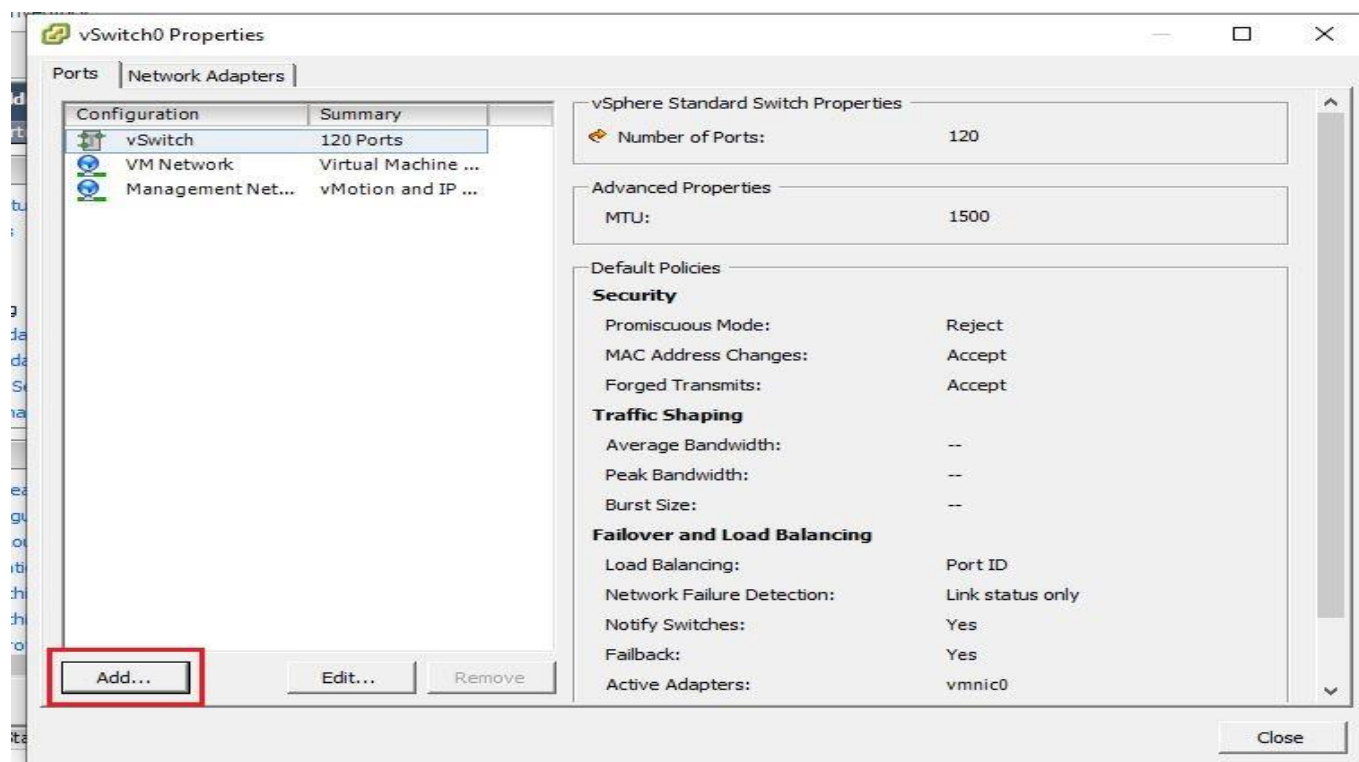 vSwitch0 Properties
Ports Network Adapters
Configuration Summary
vSwitch 120 Ports
VM Network Virtual Machine ...
Management Net... vMotion and IP ...
Add... Edit... Remove
vSphere Standard Switch Properties
Number of Ports: 120
Advanced Properties
MTU: 1500
Default Policies
Security
Promiscuous Mode: Reject
MAC Address Changes: Accept
Forged Transmits: Accept
Traffic Shaping
Average Bandwidth: --
Peak Bandwidth: --
Burst Size: --
Failover and Load Balancing
Load Balancing: Port ID
Network Failure Detection: Link status only
Notify Switches: Yes
Failback: Yes
Active Adapters: vmnic0
Close